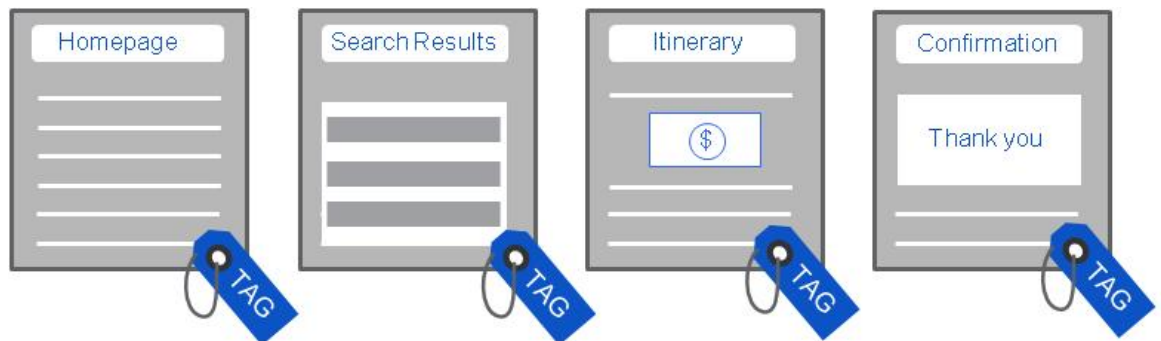 Homepage
Search Results
Itinerary
Confirmation
$
Thank you
TAG
TAG
TAG
TAG